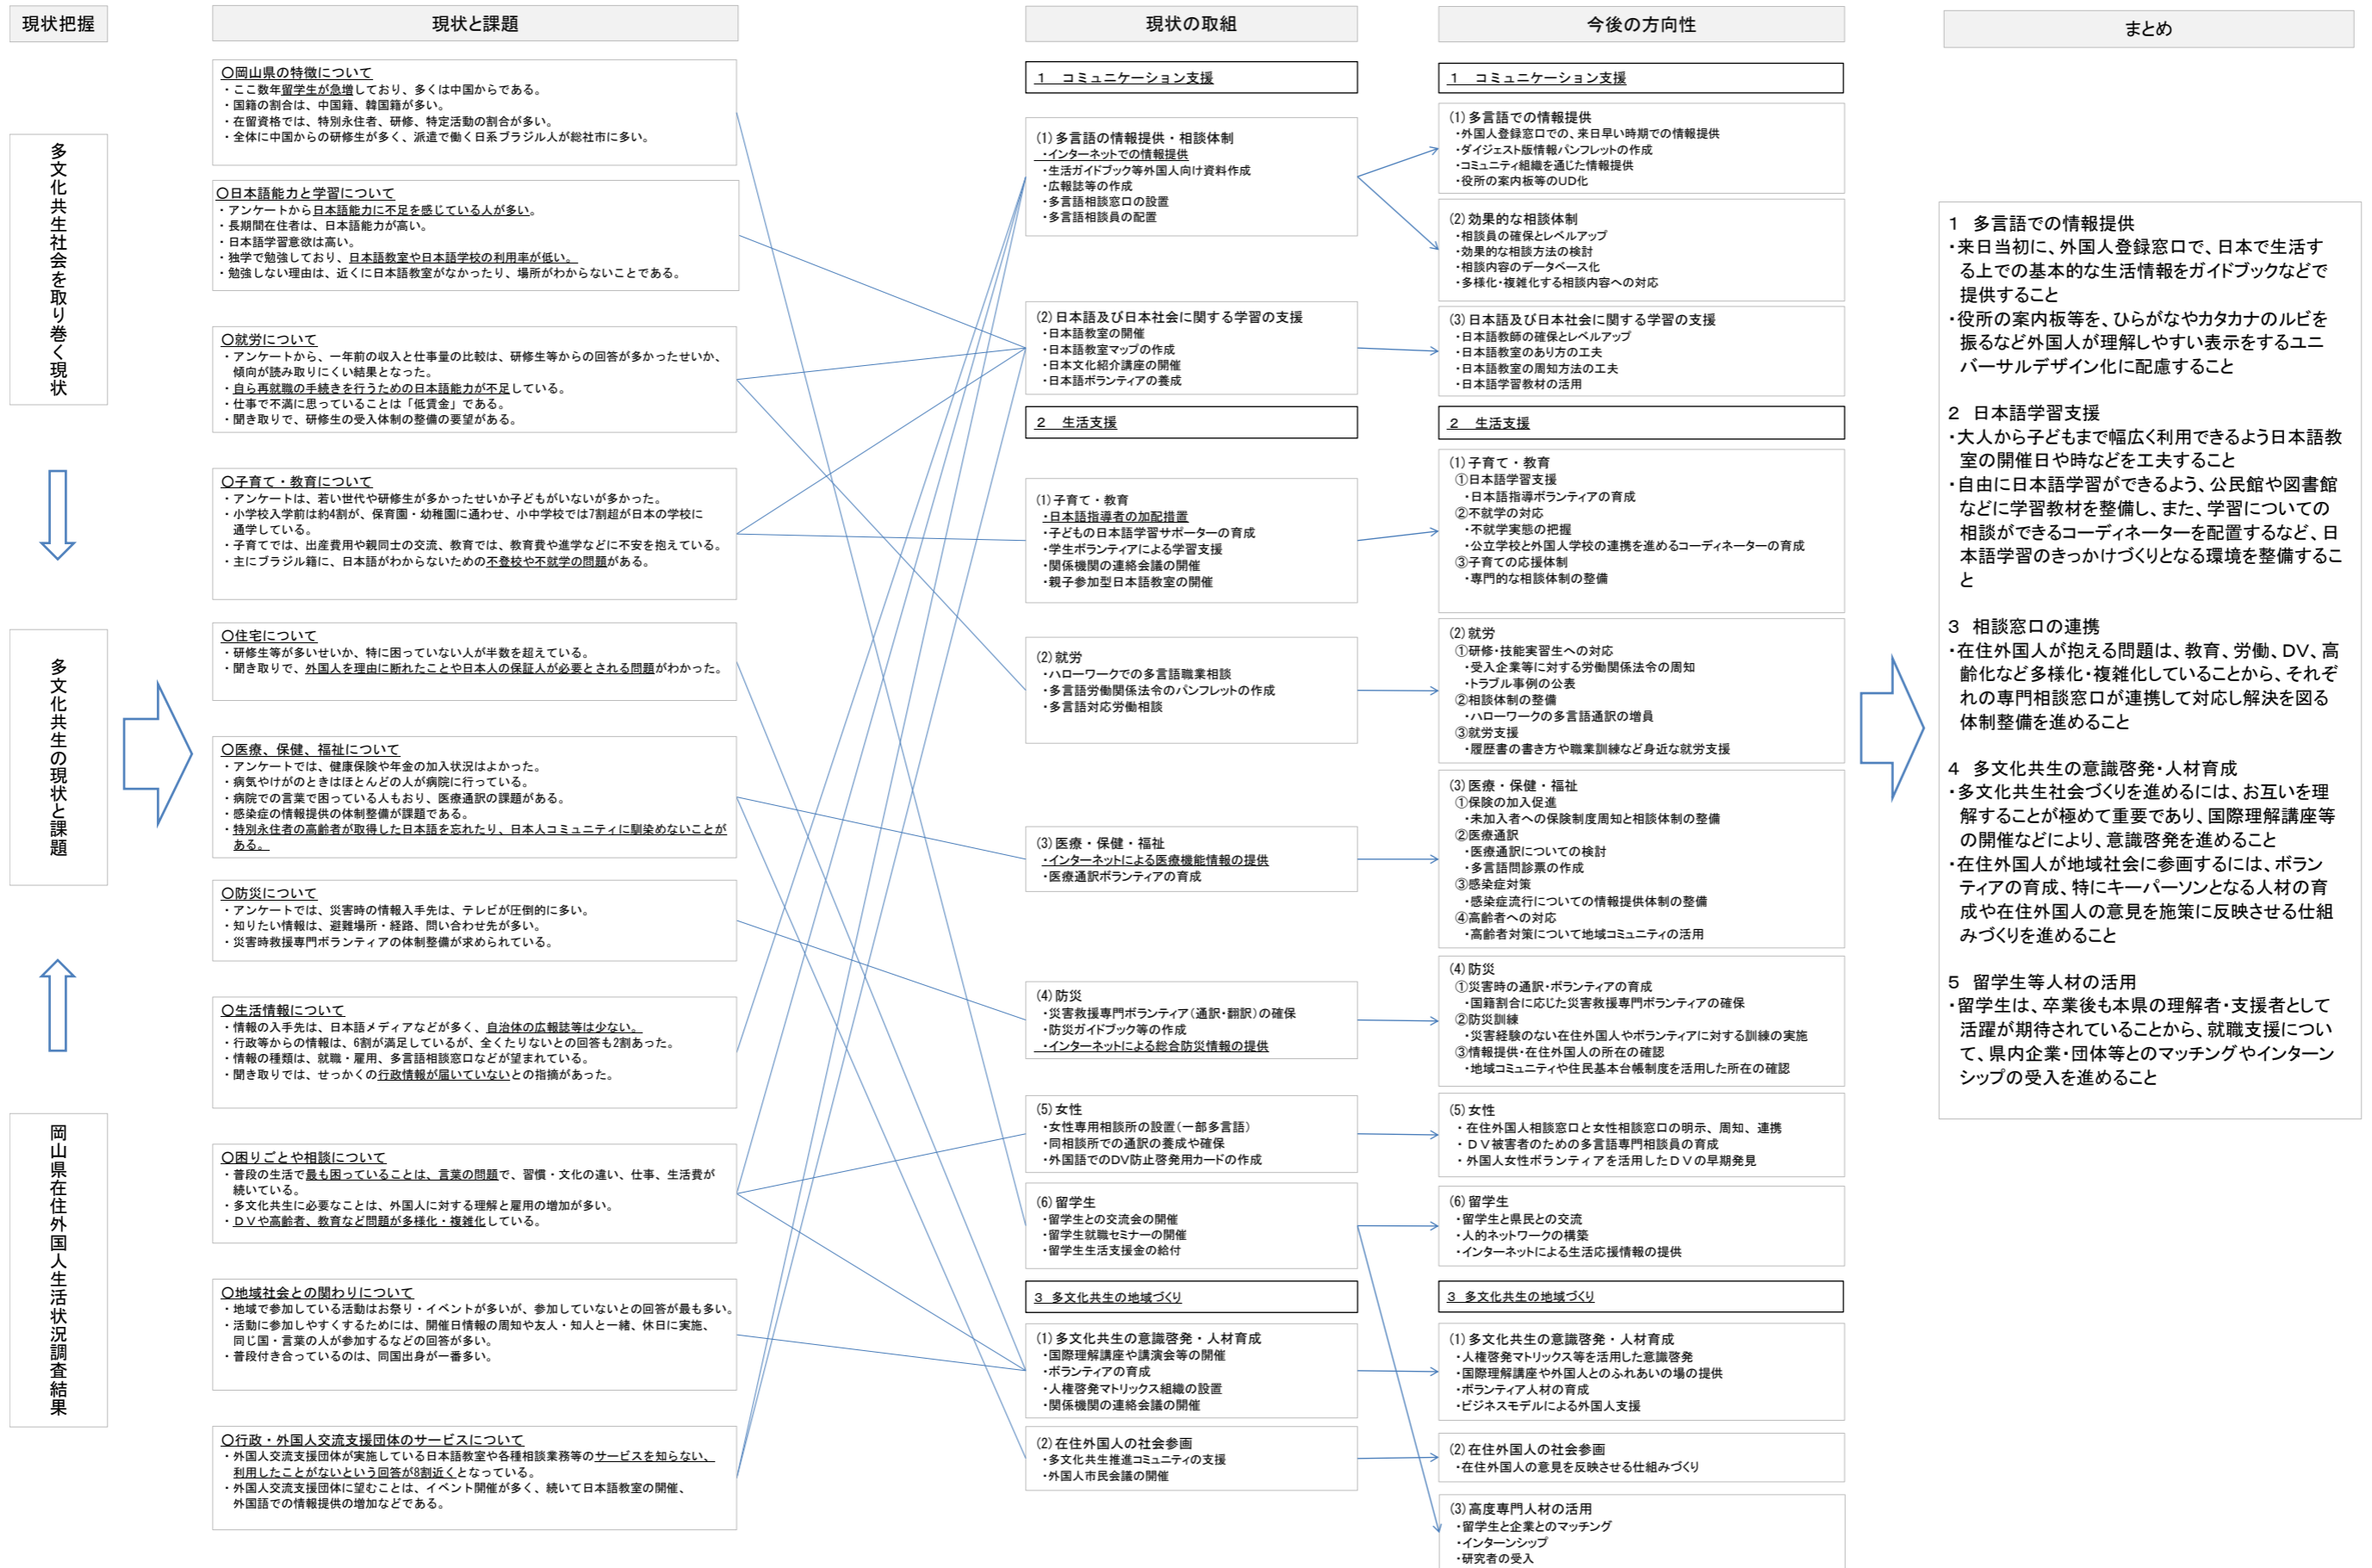 現状把握
多文化共生社会を取り巻く現状
多文化共生の現状と課題
岡山県在住外国人生活状況調査結果
現状と課題
〇岡山県の特徴について
・ここ数年留学生が急増しており、多くは中国からである。
・国籍の割合は、中国籍、韓国籍が多い。
・在留資格では、特別永住者、研修、特定活動の割合が多い。
・全体に中国からの研修生が多く、派遣で働く日系ブラジル人が総社市に多い。
〇日本語能力と学習について
・アンケートから日本語能力に不足を感じている人が多い。
・長期間在住者は、日本語能力が高い。
・日本語学習意欲は高い。
・独学で勉強しており、日本語教室や日本語学校の利用率が低い。
・勉強しない理由は、近くに日本語教室がなかったり、場所がわからないことである。
〇就労について
・アンケートから、一年前の収入と仕事量の比較は、研修生等からの回答が多かったせいか、
傾向が読み取りにくい結果となった。
・自ら再就職の手続きを行うための日本語能力が不足している。
・仕事で不満に思っていることは「低賃金」である。
・聞き取りで、研修生の受入体制の整備の要望がある。
〇子育て・教育について
・アンケートは、若い世代や研修生が多かったせいか子どもがいないが多かった。
・小学校入学前は約4割が、保育園・幼稚園に通わせ、小中学校では7割超が日本の学校に
通学している。
・子育てでは、出産費用や親同士の交流、教育では、教育費や進学などに不安を抱えている。
・主にブラジル籍に、日本語がわからないための不登校や不就学の問題がある。
〇住宅について
・研修生等が多いせいか、特に困っていない人が半数を超えている。
・聞き取りで、外国人を理由に断れたことや日本人の保証人が必要とされる問題がわかった。
〇医療、保健、福祉について
・アンケートでは、健康保険や年金の加入状況はよかった。
・病気やけがのときはほとんどの人が病院に行っている。
・病院での言葉で困っている人もおり、医療通訳の課題がある。
・感染症の情報提供の体制整備が課題である。
・特別永住者の高齢者が取得した日本語を忘れたり、日本人コミュニティに馴染めないことが
ある。
〇防災について
・アンケートでは、災害時の情報入手先は、テレビが圧倒的に多い。
・知りたい情報は、避難場所・経路、問い合わせ先が多い。
・災害時救援専門ボランティアの体制整備が求められている。
〇生活情報について
・情報の入手先は、日本語メディアなどが多く、自治体の広報誌等は少ない。
・行政等からの情報は、6割が満足しているが、全くたりないとの回答も2割あった。
・情報の種類は、就職・雇用、多言語相談窓口などが望まれている。
・聞き取りでは、せっかくの行政情報が届いていないとの指摘があった。
〇困りごとや相談について
・普段の生活で最も困っていることは、言葉の問題で、習慣・文化の違い、仕事、生活費が
続いている。
・多文化共生に必要なことは、外国人に対する理解と雇用の増加が多い。
・ＤＶや高齢者、教育など問題が多様化・複雑化している。
〇地域社会との関わりについて
・地域で参加している活動はお祭り・イベントが多いが、参加していないとの回答が最も多い。
・活動に参加しやすくするためには、開催日情報の周知や友人・知人と一緒、休日に実施、
同じ国・言葉の人が参加するなどの回答が多い。
・普段付き合っているのは、同国出身が一番多い。
〇行政・外国人交流支援団体のサービスについて
・外国人交流支援団体が実施している日本語教室や各種相談業務等のサービスを知らない、
利用したことがないという回答が8割近くとなっている。
・外国人交流支援団体に望むことは、イベント開催が多く、続いて日本語教室の開催、
外国語での情報提供の増加などである。
現状の取組
１　コミュニケーション支援
(1)多言語の情報提供・相談体制
・インターネットでの情報提供
・生活ガイドブック等外国人向け資料作成
・広報誌等の作成
・多言語相談窓口の設置
・多言語相談員の配置
(2)日本語及び日本社会に関する学習の支援
・日本語教室の開催
・日本語教室マップの作成
・日本文化紹介講座の開催
・日本語ボランティアの養成
２　生活支援
(1)子育て・教育
・日本語指導者の加配措置
・子どもの日本語学習サポーターの育成
・学生ボランティアによる学習支援
・関係機関の連絡会議の開催
・親子参加型日本語教室の開催
(2)就労
・ハローワークでの多言語職業相談
・多言語労働関係法令のパンフレットの作成
・多言語対応労働相談
(3)医療・保健・福祉
・インターネットによる医療機能情報の提供
・医療通訳ボランティアの育成
(4)防災
・災害救援専門ボランティア（通訳・翻訳）の確保
・防災ガイドブック等の作成
・インターネットによる総合防災情報の提供
(5)女性
・女性専用相談所の設置(一部多言語)
・同相談所での通訳の養成や確保
・外国語でのDV防止啓発用カードの作成
(6)留学生
・留学生との交流会の開催
・留学生就職セミナーの開催
・留学生生活支援金の給付
３ 多文化共生の地域づくり
(1)多文化共生の意識啓発・人材育成
・国際理解講座や講演会等の開催
・ボランティアの育成
・人権啓発マトリックス組織の設置
・関係機関の連絡会議の開催
(2)在住外国人の社会参画
・多文化共生推進コミュニティの支援
・外国人市民会議の開催
今後の方向性
１　コミュニケーション支援
(1)多言語での情報提供
・外国人登録窓口での、来日早い時期での情報提供
・ダイジェスト版情報パンフレットの作成
・コミュニティ組織を通じた情報提供
・役所の案内板等のUD化
(2)効果的な相談体制
・相談員の確保とレベルアップ
・効果的な相談方法の検討
・相談内容のデータベース化
・多様化・複雑化する相談内容への対応
(3)日本語及び日本社会に関する学習の支援
・日本語教師の確保とレベルアップ
・日本語教室のあり方の工夫
・日本語教室の周知方法の工夫
・日本語学習教材の活用
２　生活支援
(1)子育て・教育
①日本語学習支援
・日本語指導ボランティアの育成
②不就学の対応
・不就学実態の把握
・公立学校と外国人学校の連携を進めるコーディネーターの育成
③子育ての応援体制
・専門的な相談体制の整備
(2)就労
①研修・技能実習生への対応
・受入企業等に対する労働関係法令の周知
・トラブル事例の公表
②相談体制の整備
・ハローワークの多言語通訳の増員
③就労支援
・履歴書の書き方や職業訓練など身近な就労支援
(3)医療・保健・福祉
①保険の加入促進
・未加入者への保険制度周知と相談体制の整備
②医療通訳
・医療通訳についての検討
・多言語問診票の作成
③感染症対策
・感染症流行についての情報提供体制の整備
④高齢者への対応
・高齢者対策について地域コミュニティの活用
(4)防災
①災害時の通訳・ボランティアの育成
・国籍割合に応じた災害救援専門ボランティアの確保
②防災訓練
・災害経験のない在住外国人やボランティアに対する訓練の実施
③情報提供・在住外国人の所在の確認
・地域コミュニティや住民基本台帳制度を活用した所在の確認
(5)女性
・在住外国人相談窓口と女性相談窓口の明示、周知、連携
・ＤＶ被害者のための多言語専門相談員の育成
・外国人女性ボランティアを活用したＤＶの早期発見
(6)留学生
・留学生と県民との交流
・人的ネットワークの構築
・インターネットによる生活応援情報の提供
３ 多文化共生の地域づくり
(1)多文化共生の意識啓発・人材育成
・人権啓発マトリックス等を活用した意識啓発
・国際理解講座や外国人とのふれあいの場の提供
・ボランティア人材の育成
・ビジネスモデルによる外国人支援
(2)在住外国人の社会参画
・在住外国人の意見を反映させる仕組みづくり
(3)高度専門人材の活用
・留学生と企業とのマッチング
・インターンシップ
・研究者の受入
まとめ
１ 多言語での情報提供
・来日当初に、外国人登録窓口で、日本で生活す
る上での基本的な生活情報をガイドブックなどで
提供すること
・役所の案内板等を、ひらがなやカタカナのルビを
振るなど外国人が理解しやすい表示をするユニ
バーサルデザイン化に配慮すること
２ 日本語学習支援
・大人から子どもまで幅広く利用できるよう日本語教
室の開催日や時などを工夫すること
・自由に日本語学習ができるよう、公民館や図書館
などに学習教材を整備し、また、学習についての
相談ができるコーディネーターを配置するなど、日
本語学習のきっかけづくりとなる環境を整備するこ
と
３ 相談窓口の連携
・在住外国人が抱える問題は、教育、労働、ＤＶ、高
齢化など多様化・複雑化していることから、それぞ
れの専門相談窓口が連携して対応し解決を図る
体制整備を進めること
４ 多文化共生の意識啓発・人材育成
・多文化共生社会づくりを進めるには、お互いを理
解することが極めて重要であり、国際理解講座等
の開催などにより、意識啓発を進めること
・在住外国人が地域社会に参画するには、ボラン
ティアの育成、特にキーパーソンとなる人材の育
成や在住外国人の意見を施策に反映させる仕組
みづくりを進めること
５ 留学生等人材の活用
・留学生は、卒業後も本県の理解者・支援者として
活躍が期待されていることから、就職支援につい
て、県内企業・団体等とのマッチングやインターン
シップの受入を進めること